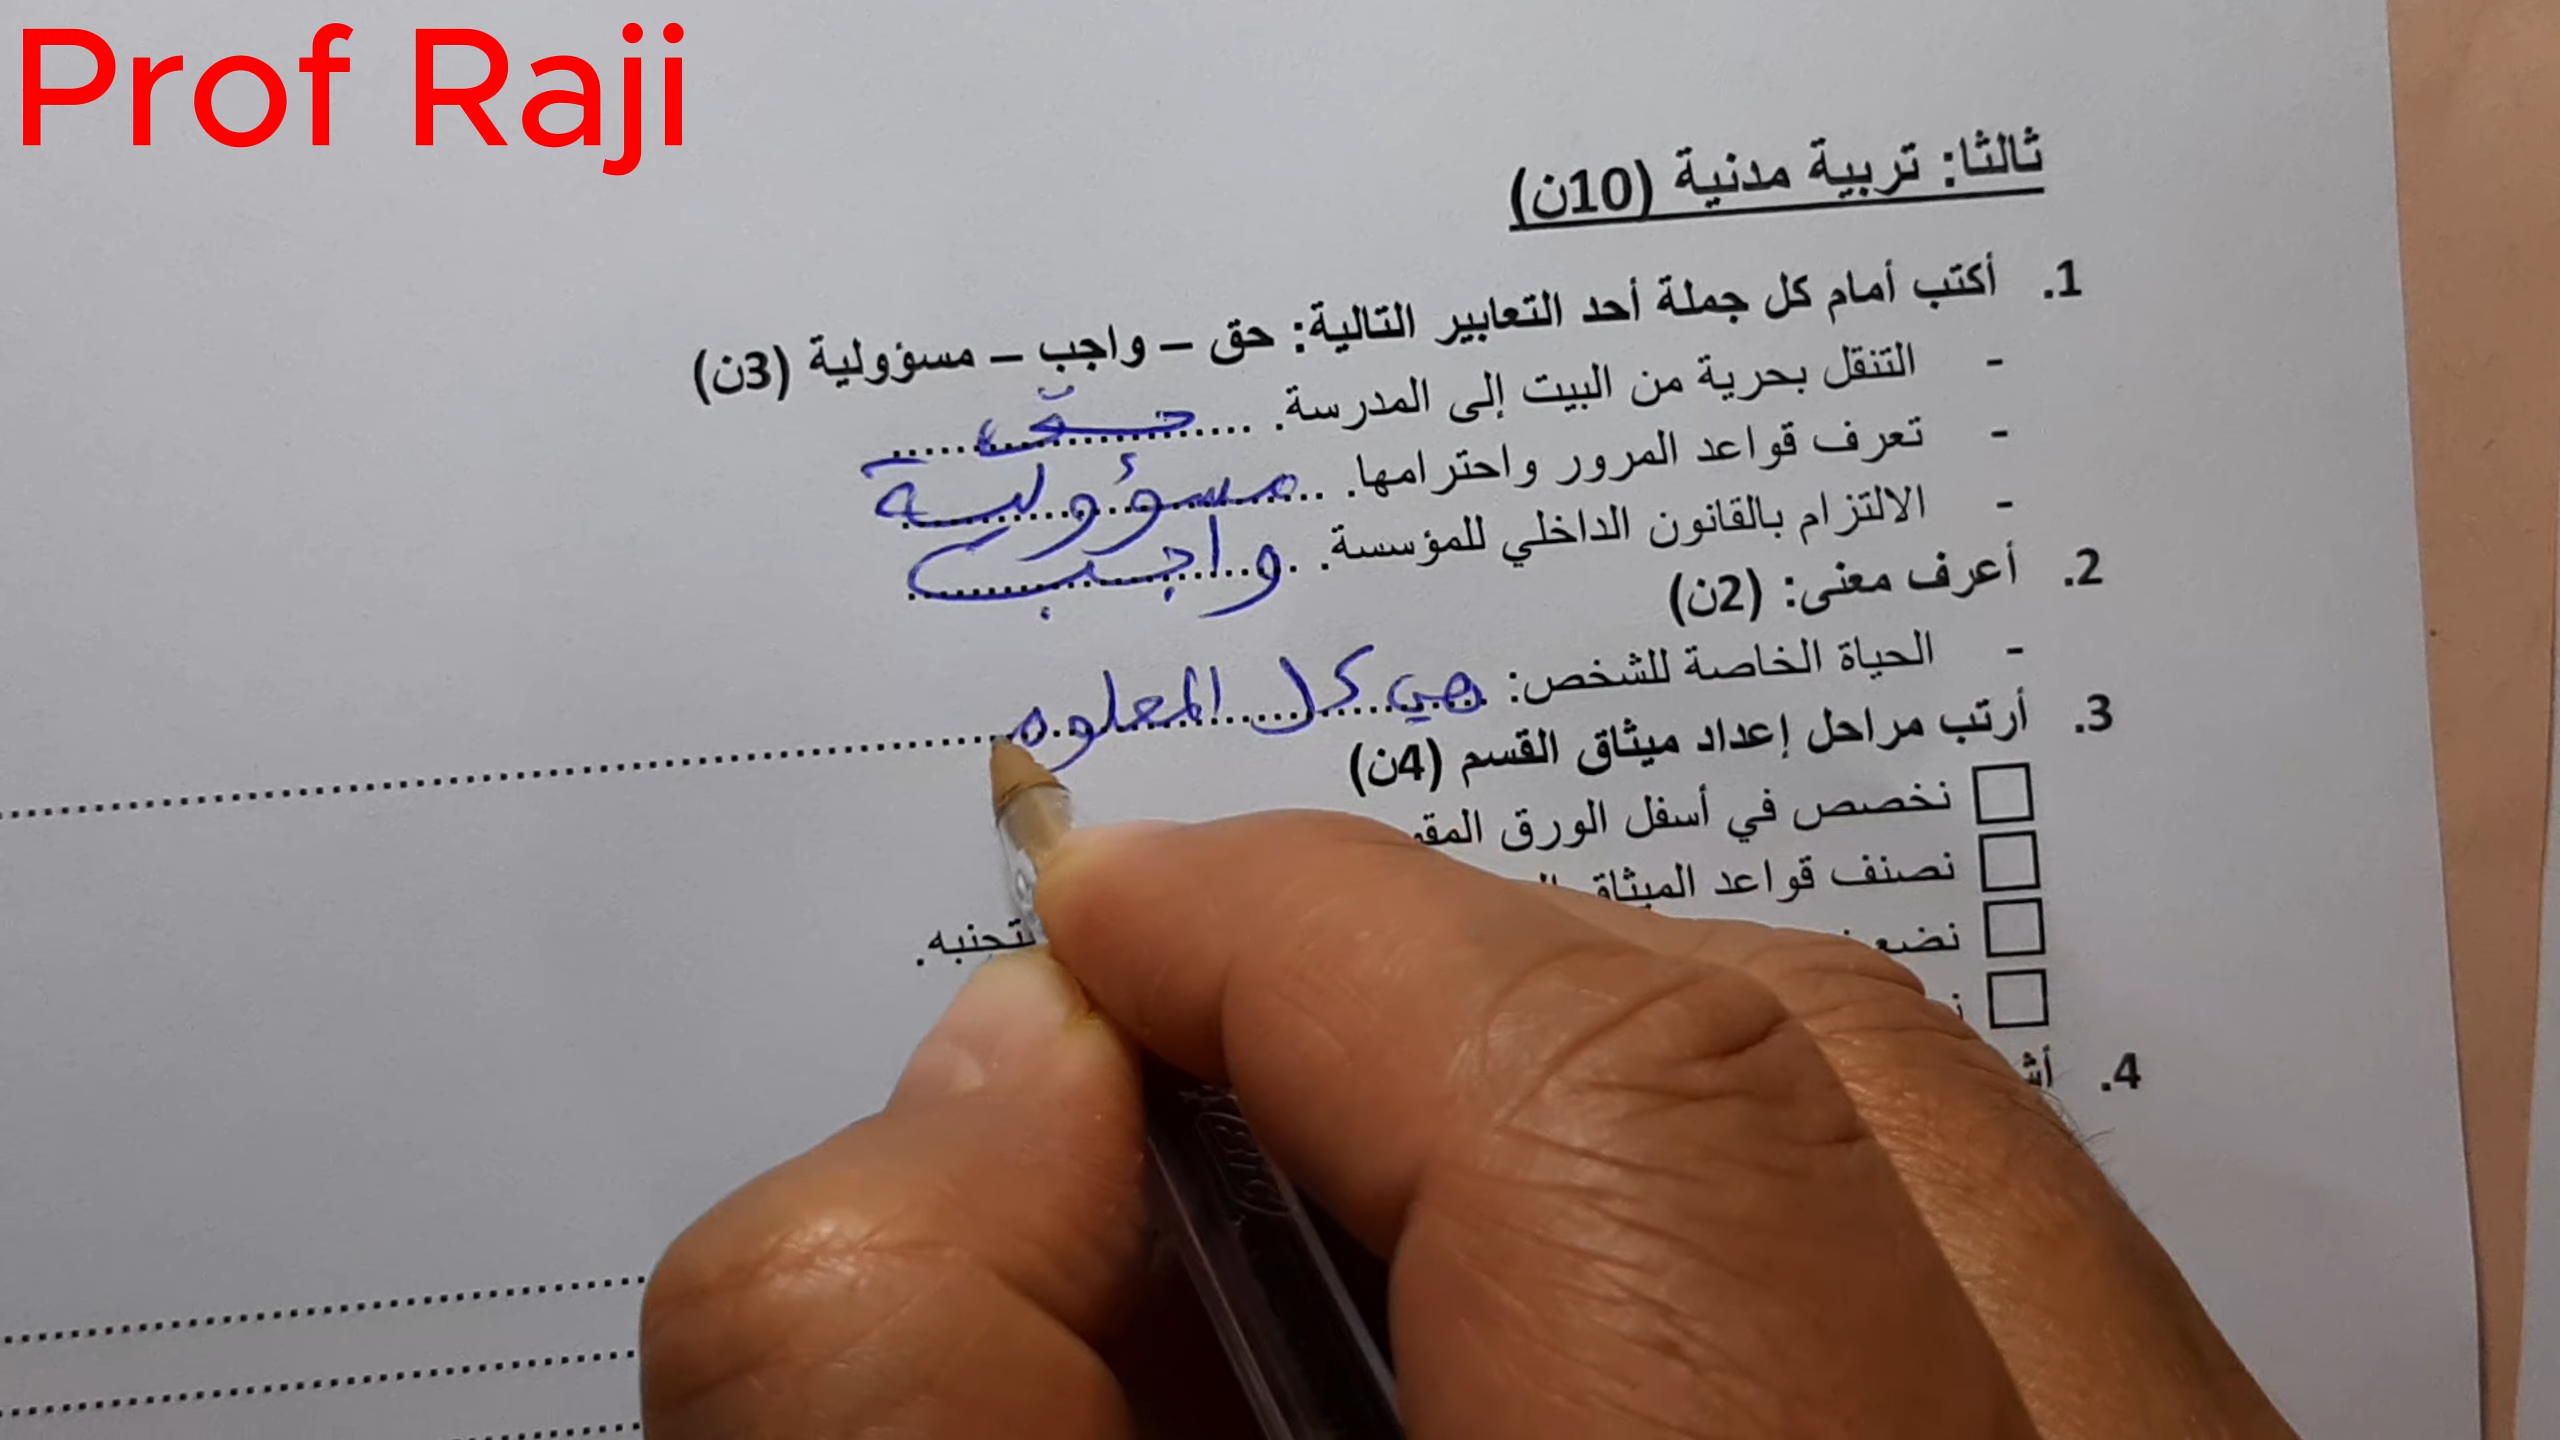 Prof Raji
ثالثا: تربية مدنية (10ن)
1. أكتب أمام كل جملة أحد التعابير التالية: حق – واجب – مسؤولية (3ن)
- التنقل بحرية من البيت إلى المدرسة. حق
- تعرف قواعد المرور واحترامها. مسؤولية
- الالتزام بالقانون الداخلي للمؤسسة. واجب
2. أعرف معنى: (2ن)
- الحياة الخاصة للشخص: هي كل المعلوم
3. أرتب مراحل إعداد ميثاق القسم (4ن)
نخصص في أسفل الورق
نصنف قواعد الميثاق
نضع
4.